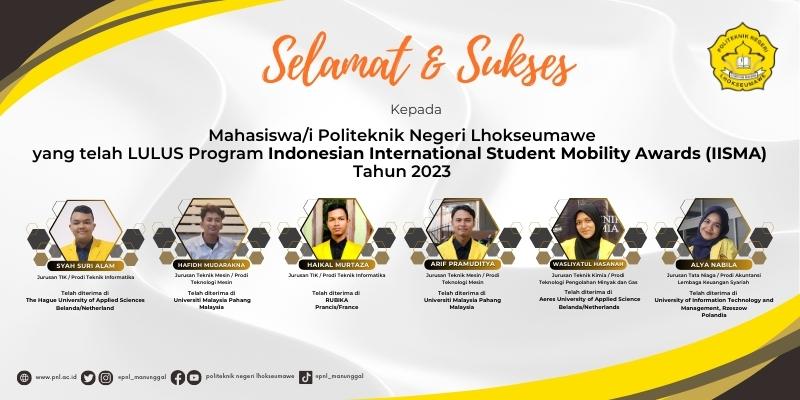 Selamat & Sukses
POLITEKNIK NEGERI
LHOKSEUMAWE
Kepada
Mahasiswa/i Politeknik Negeri Lhokseumawe
yang telah LULUS Program Indonesian International Student Mobility Awards (IISMA)
Tahun 2023
SYAH SURI ALAM
Jurusan TIK / Prodi Teknik Informatika
Telah diterima di
The Hague University of Applied Sciences
Belanda/Netherland
HAFIDH MUDARAKNA
Jurusan Teknik Mesin / Prodi
Teknologi Mesin
Telah diterima di
Universiti Malaysia Pahang
Malaysia
HAIKAL MURTAZA
Jurusan TIK / Prodi Teknik Informatika
Telah diterima di
RUBIKA
Prancis/France
ARIF PRAMUDITYA
Jurusan Teknik Mesin / Prodi
Teknologi Mesin
Telah diterima di
Universiti Malaysia Pahang
Malaysia
WASLIYATUL HASANAH
Jurusan Teknik Kimia / Prodi
Teknologi Pengolahan Minyak dan Gas
Telah diterima di
Aeres University of Applied Science
Belanda/Netherlands
ALYA NABILA
Jurusan Tata Niaga / Prodi Akuntansi
Lembaga Keuangan Syariah
Telah diterima di
University of Information Technology and
Management, Rzeszow
Polandia
www.pnl.ac.id
@pnl_manunggal
politeknik negeri lhokseumawe
@pnl_manunggal